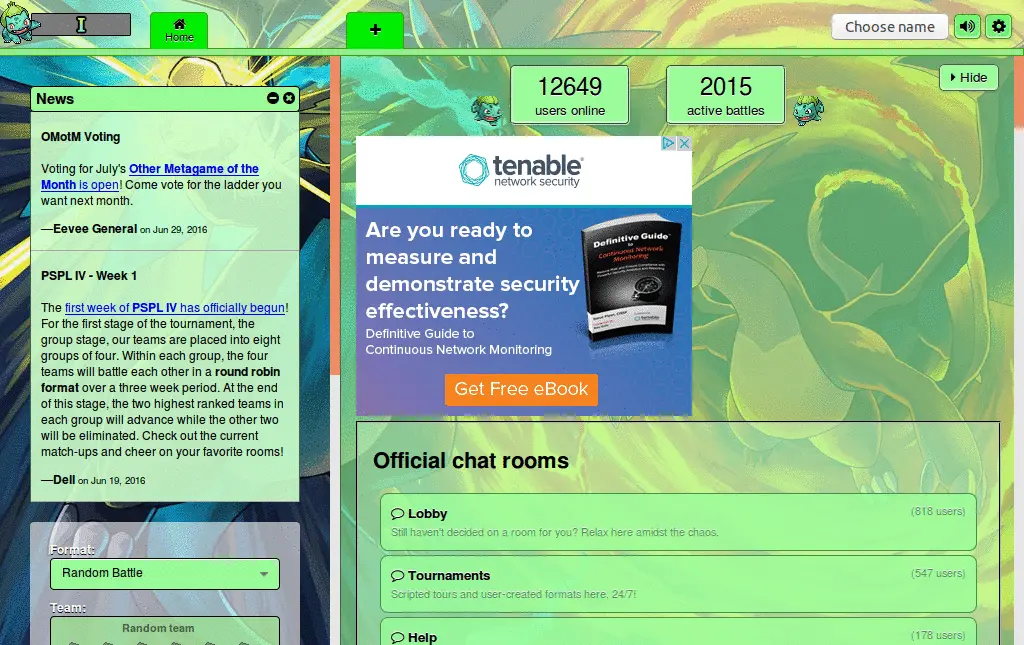 I
Home
+
Choose name
News
OMotM Voting
Voting for July's Other Metagame of the
Month is open! Come vote for the ladder you
want next month.
—Eevee General on Jun 29, 2016
PSPL IV - Week 1
The first week of PSPL IV has officially begun!
For the first stage of the tournament, the
group stage, our teams are placed into eight
groups of four. Within each group, the four
teams will battle each other in a round robin
format over a three week period. At the end
of this stage, the two highest ranked teams in
each group will advance while the other two
will be eliminated. Check out the current
match-ups and cheer on your favorite rooms!
—Dell on Jun 19, 2016
Format:
Random Battle
Team:
Random team
12649
users online
2015
active battles
Hide
tenable
network security
Are you ready to
measure and
demonstrate security
effectiveness?
Definitive Guide to
Continuous Network Monitoring
Definitive Guide
to
Continuous Network
Monitoring
Get Free eBook
Official chat rooms
Lobby
(818 users)
Still haven't decided on a room for you? Relax here amidst the chaos.
Tournaments
(547 users)
Scripted tours and user-created formats here. 24/7!
Help
(178 users)